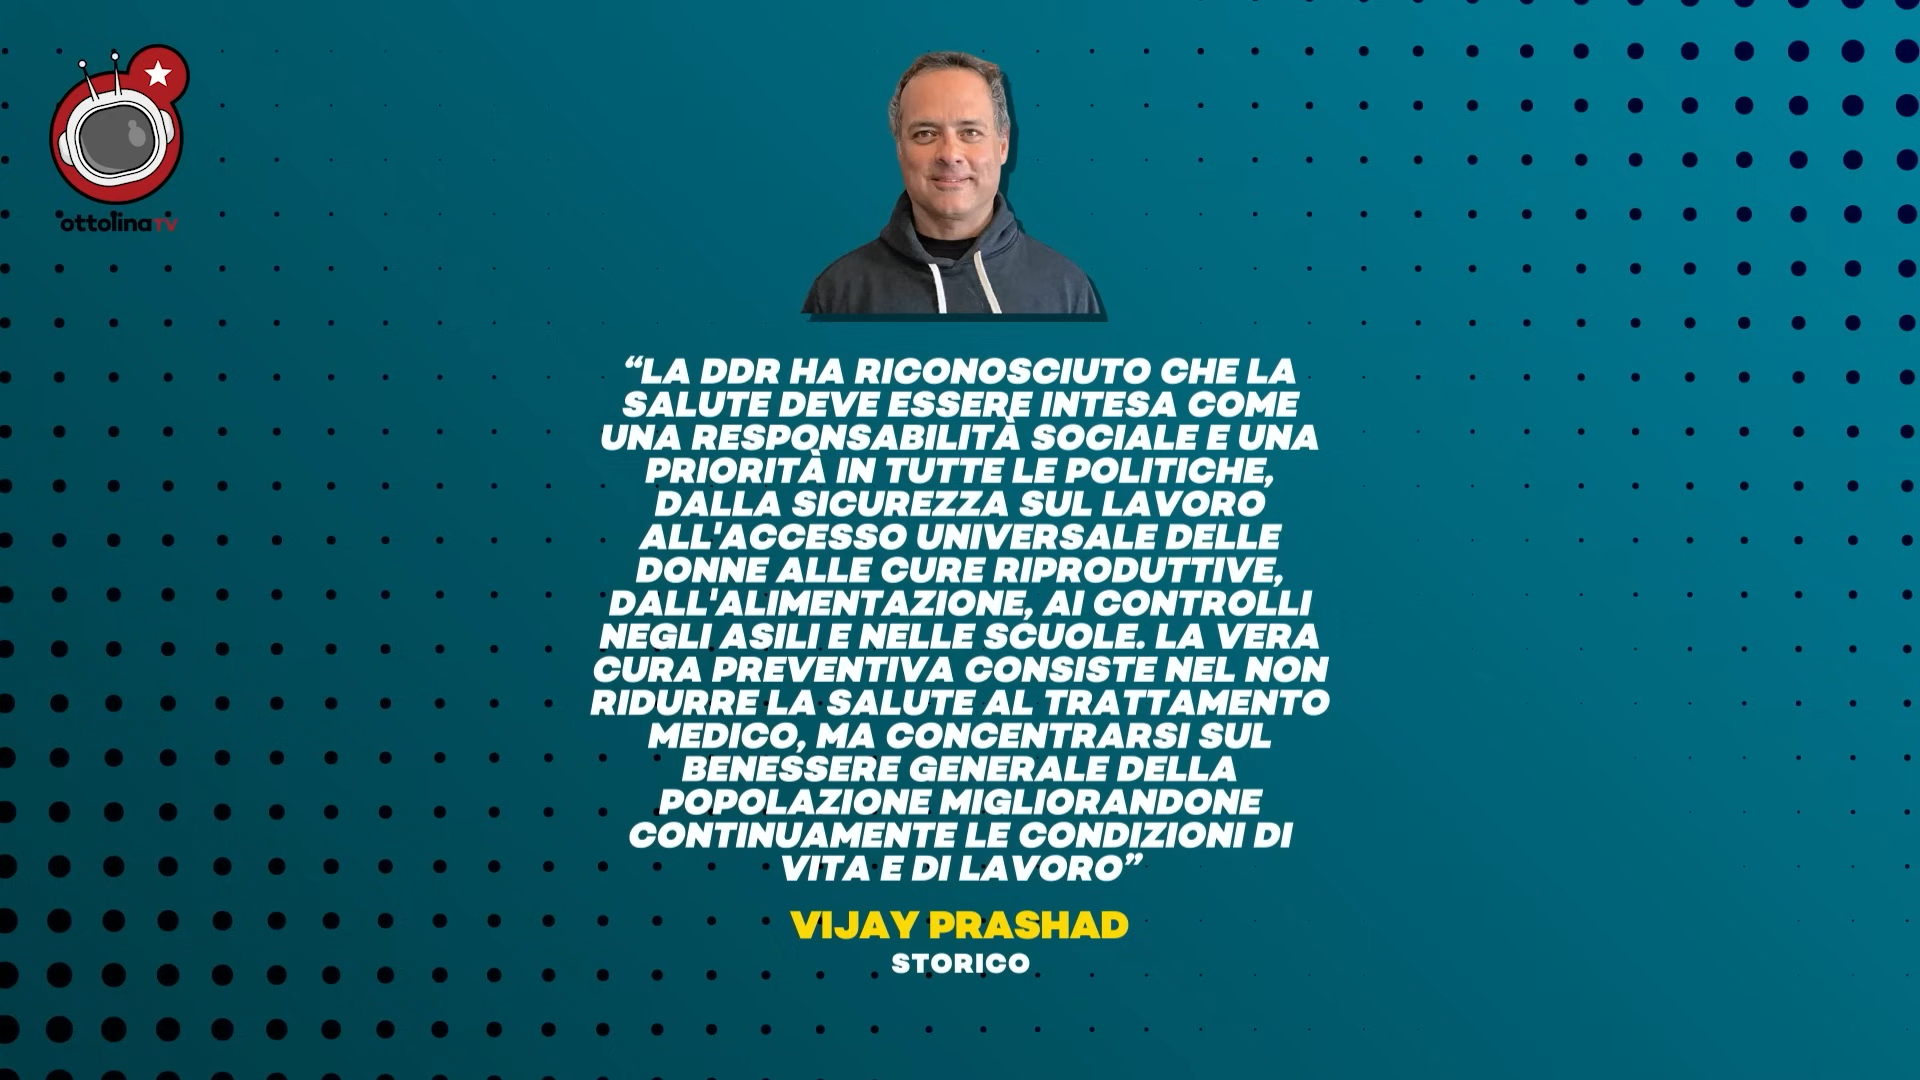 ottolinaTV
“LA DDR HA RICONOSCIUTO CHE LA
SALUTE DEVE ESSERE INTESA COME
UNA RESPONSABILITÀ SOCIALE E UNA
PRIORITÀ IN TUTTE LE POLITICHE,
DALLA SICUREZZA SUL LAVORO
ALL'ACCESSO UNIVERSALE DELLE
DONNE ALLE CURE RIPRODUTTIVE,
DALL'ALIMENTAZIONE, AI CONTROLLI
NEGLI ASILI E NELLE SCUOLE. LA VERA
CURA PREVENTIVA CONSISTE NEL NON
RIDURRE LA SALUTE AL TRATTAMENTO
MEDICO, MA CONCENTRARSI SUL
BENESSERE GENERALE DELLA
POPOLAZIONE MIGLIORANDONE
CONTINUAMENTE LE CONDIZIONI DI
VITA E DI LAVORO”
VIJAY PRASHAD
STORICO